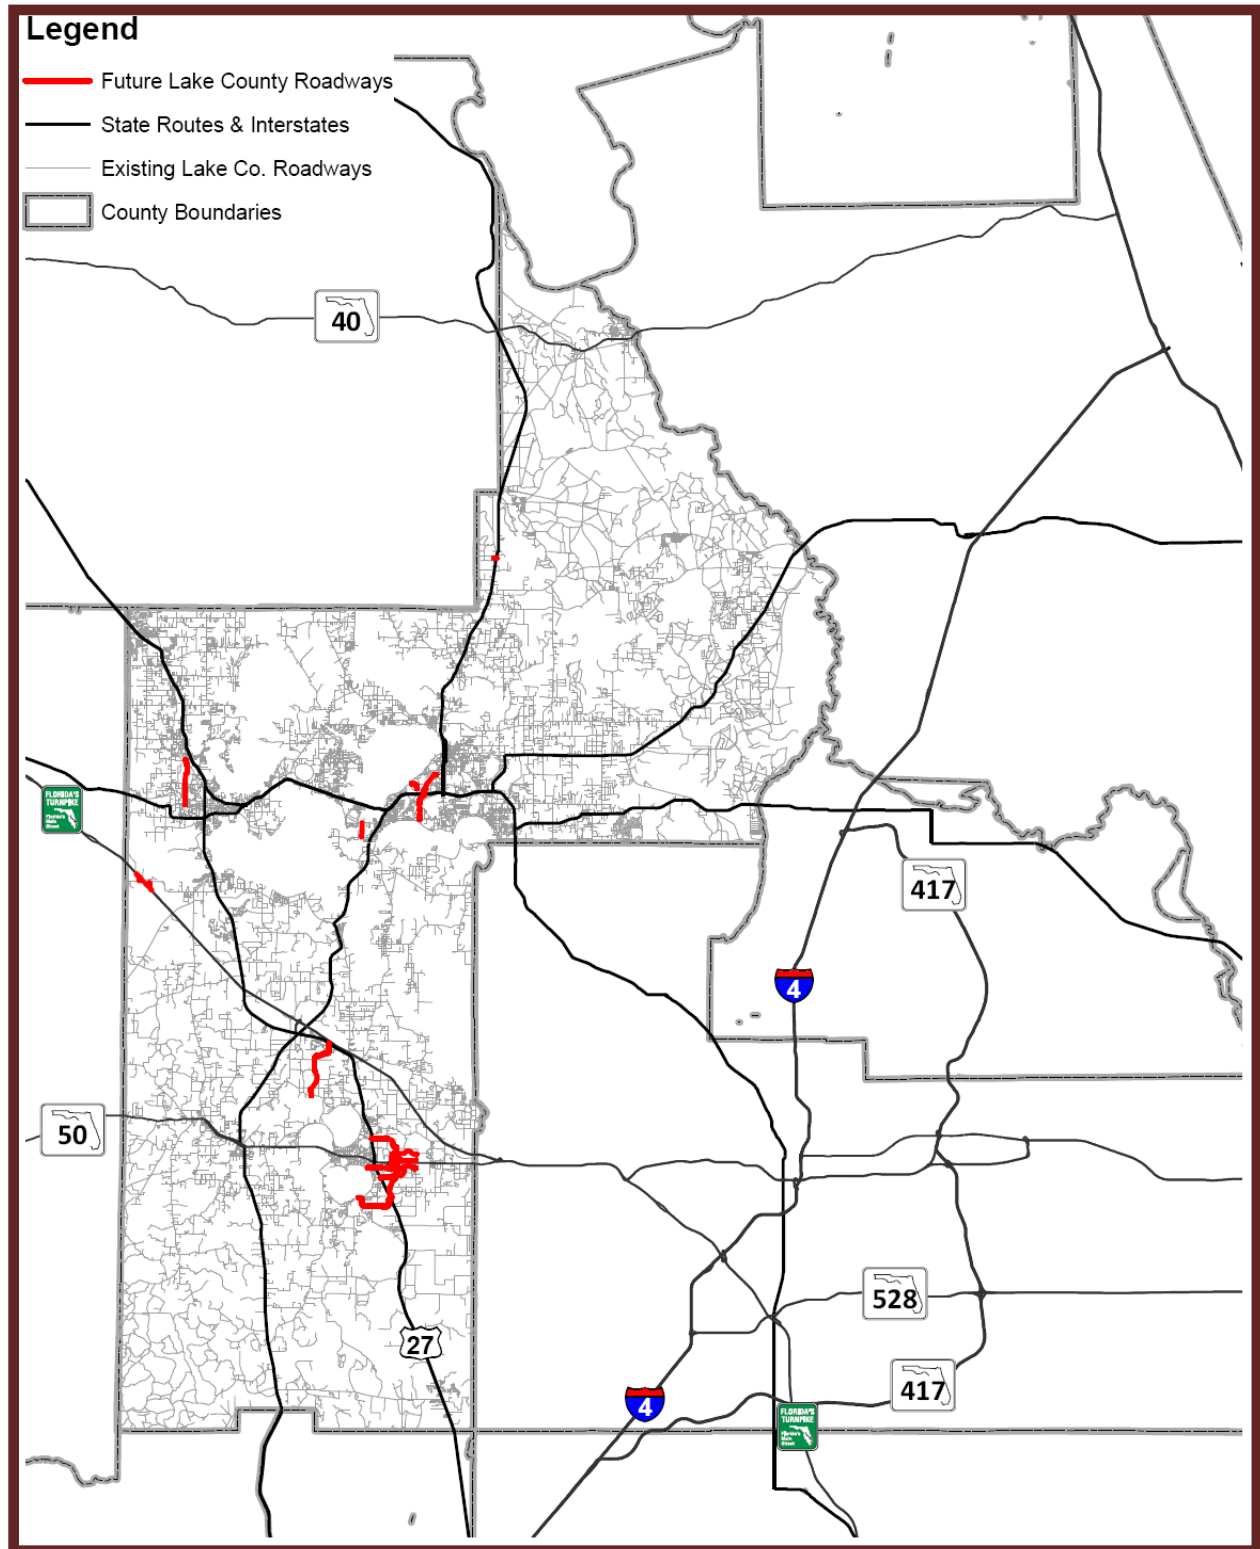 Legend
Future Lake County Roadways
State Routes & Interstates
Existing Lake Co. Roadways
County Boundaries
40
FLORIDA'S
TURNPIKE
417
4
50
528
27
417
4
FLORIDA'S
TURNPIKE